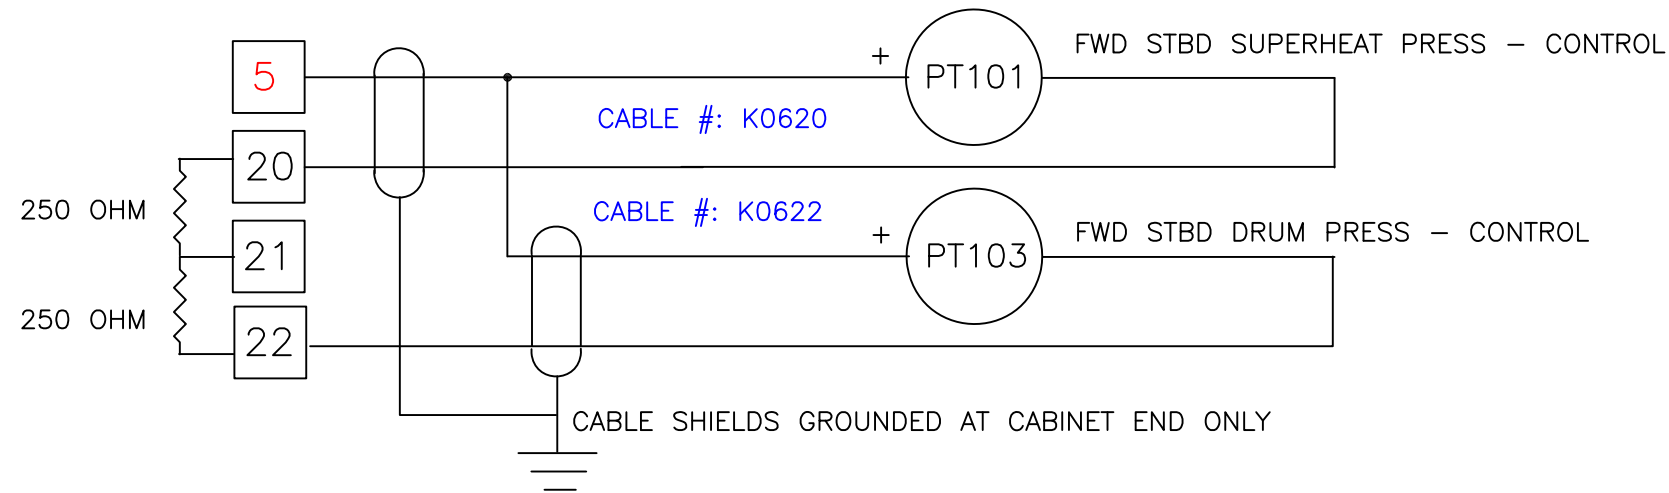 5
+
PT101
FWD STBD SUPERHEAT PRESS - CONTROL
CABLE #: K0620
20
250 OHM
CABLE #: K0622
+
PT103
FWD STBD DRUM PRESS - CONTROL
21
250 OHM
22
CABLE SHIELDS GROUNDED AT CABINET END ONLY